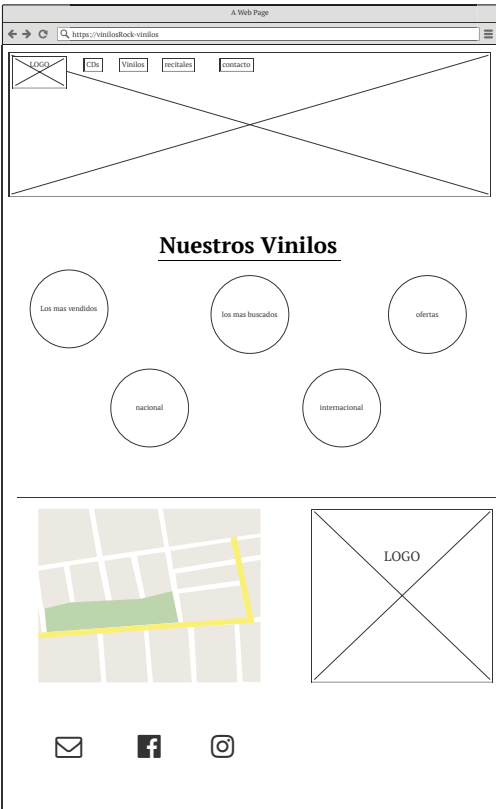 A Web Page
https://vinilosRock-vinilos
LOGO
CDs
Vinilos
recitales
contacto
Nuestros Vinilos
Los mas vendidos
los mas buscados
ofertas
nacional
internacional
LOGO